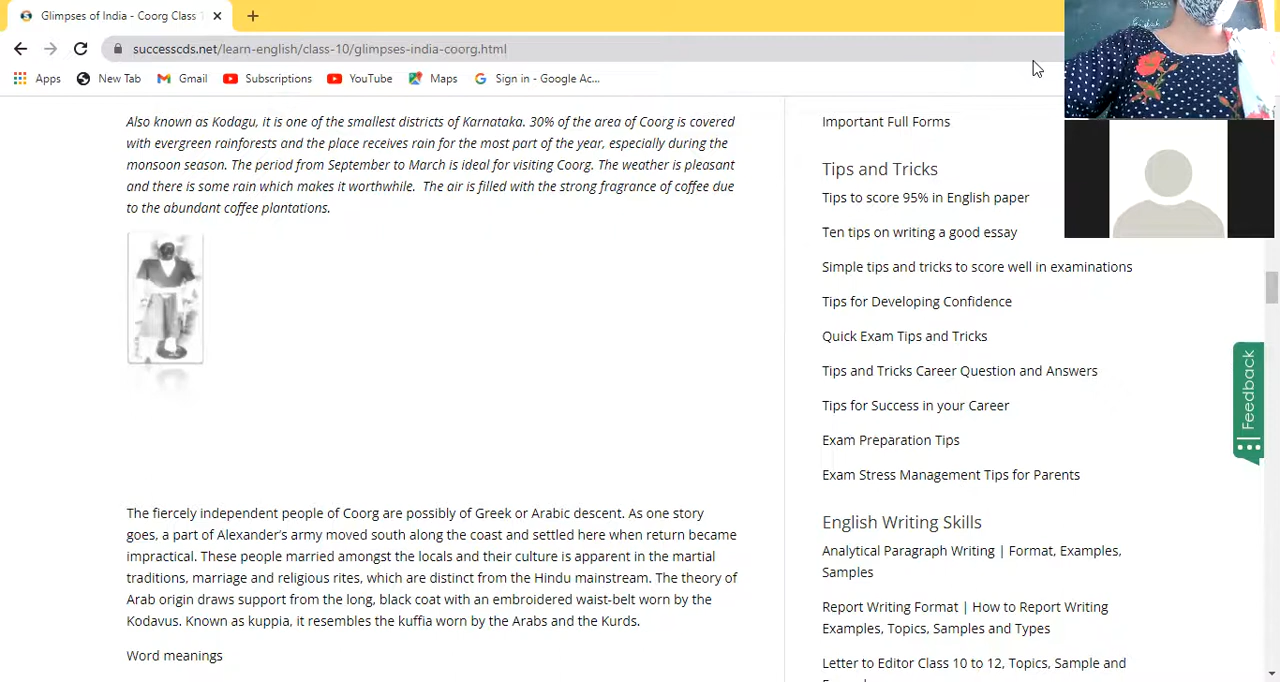 Glimpses of India - Coorg Class
successcds.net/learn-english/class-10/glimpses-india-coorg.html
Apps New Tab Gmail Subscriptions YouTube Maps Sign in - Google Ac...
Also known as Kodagu, it is one of the smallest districts of Karnataka. 30% of the area of Coorg is covered
with evergreen rainforests and the place receives rain for the most part of the year, especially during the
monsoon season. The period from September to March is ideal for visiting Coorg. The weather is pleasant
and there is some rain which makes it worthwhile. The air is filled with the strong fragrance of coffee due
to the abundant coffee plantations.
The fiercely independent people of Coorg are possibly of Greek or Arabic descent. As one story
goes, a part of Alexander's army moved south along the coast and settled here when return became
impractical. These people married amongst the locals and their culture is apparent in the martial
traditions, marriage and religious rites, which are distinct from the Hindu mainstream. The theory of
Arab origin draws support from the long, black coat with an embroidered waist-belt worn by the
Kodavus. Known as kuppia, it resembles the kuffia worn by the Arabs and the Kurds.
Word meanings
Important Full Forms
Tips and Tricks
Tips to score 95% in English paper
Ten tips on writing a good essay
Simple tips and tricks to score well in examinations
Tips for Developing Confidence
Quick Exam Tips and Tricks
Tips and Tricks Career Question and Answers
Tips for Success in your Career
Exam Preparation Tips
Exam Stress Management Tips for Parents
English Writing Skills
Analytical Paragraph Writing | Format, Examples,
Samples
Report Writing Format | How to Report Writing
Examples, Topics, Samples and Types
Letter to Editor Class 10 to 12, Topics, Sample and
Feedback